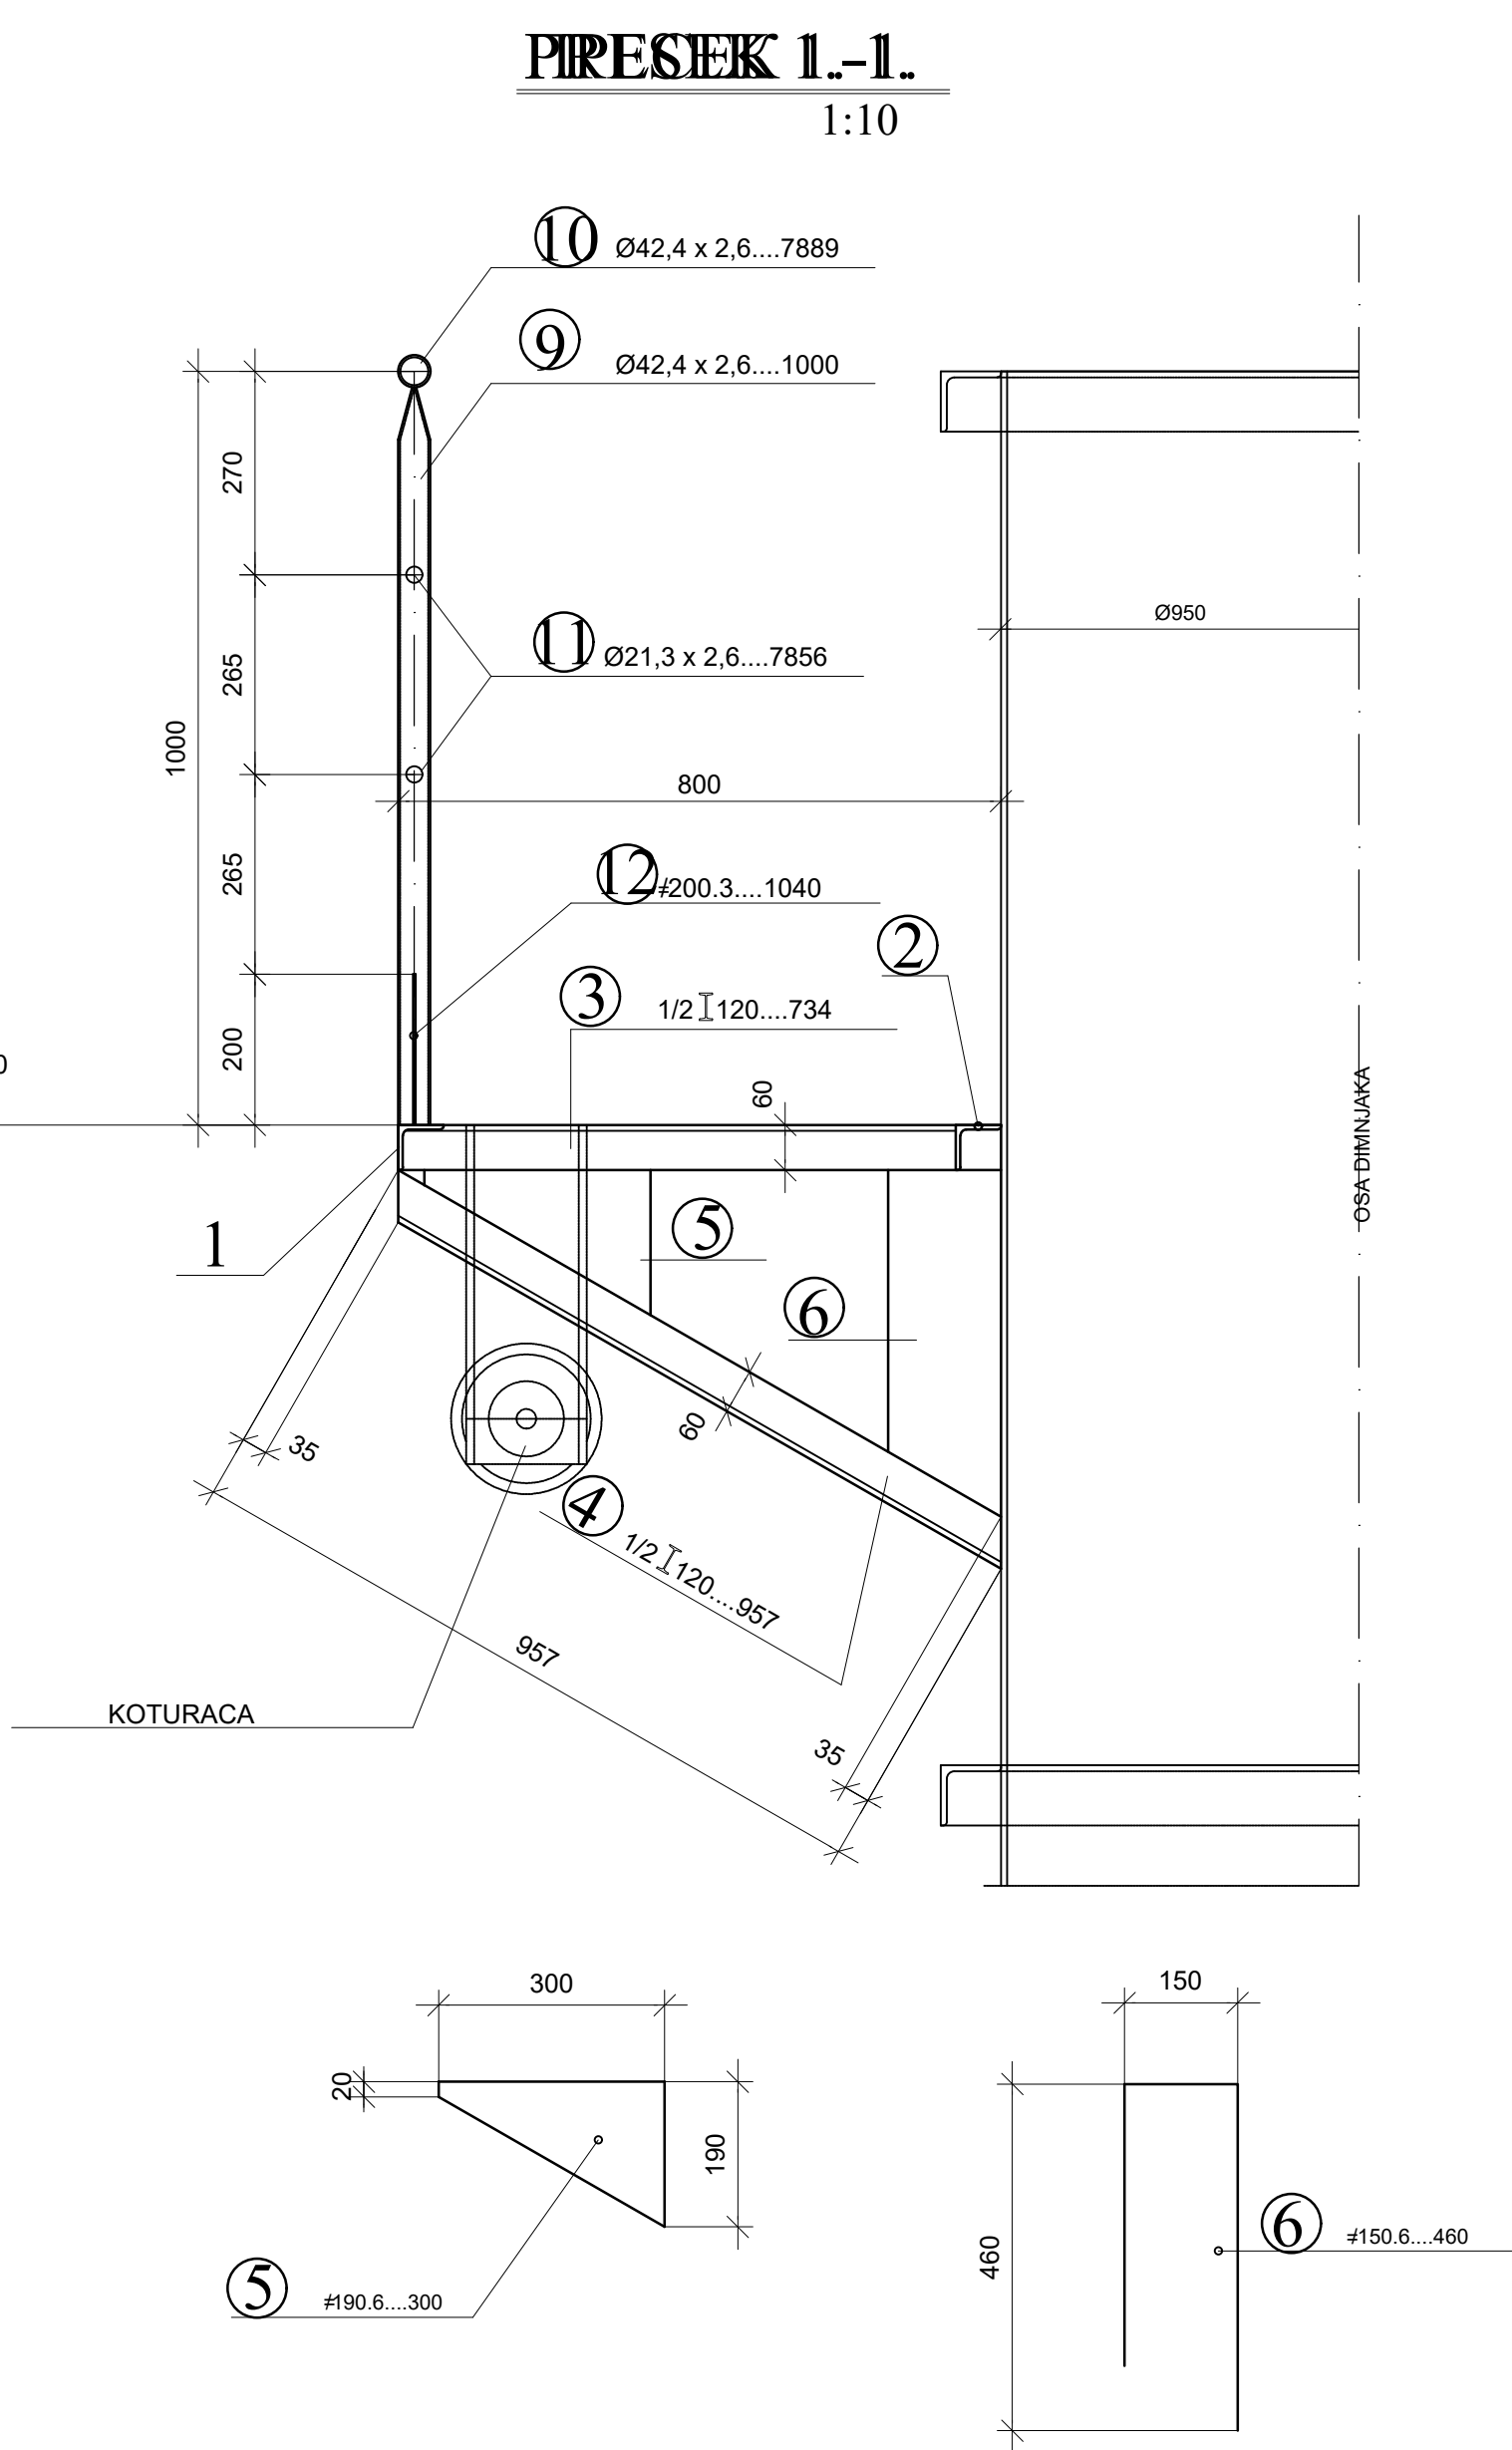 PRESEK 1.-1.
1:10
10 Ø42,4 x 2,6....7889
9 Ø42,4 x 2,6....1000
270
Ø950
265
11 Ø21,3 x 2,6....7856
1000
800
265
12 ≠200.3....1040
2
3 1/2 I 120....734
200
0
60
OSA DIMNJAKA
1
5
6
60
35
4 1/2 I 120....957
957
KOTURACA
35
300
150
20
190
460
6 ≠150.6....460
5 ≠190.6....300